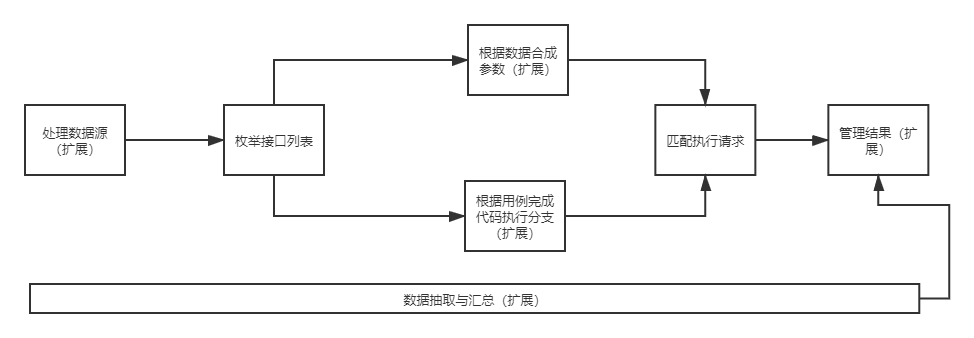 根据数据合成
参数（扩展）
处理数据源
（扩展）
枚举接口列表
匹配执行请求
管理结果（扩
展）
根据用例完成
代码执行分支
（扩展）
数据抽取与汇总（扩展）